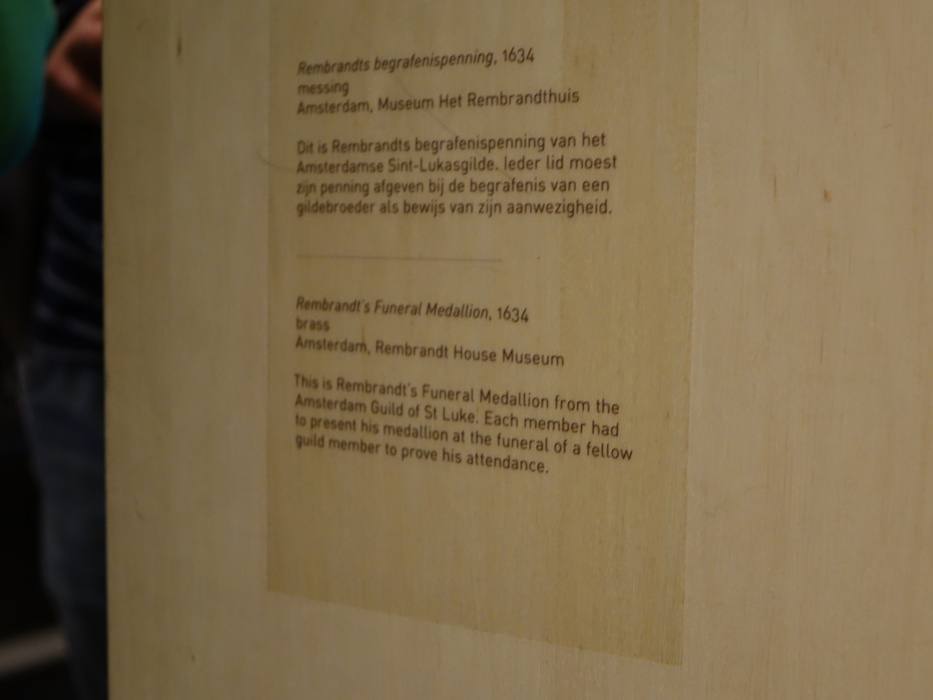 Rembrandts begrafenispenning, 1634
messing
Amsterdam, Museum Het Rembrandthuis
Dit is Rembrandts begrafenispenning van het
Amsterdamse Sint-Lukasgilde. Ieder lid moest
zijn penning afgeven bij de begrafenis van een
gildebroeder als bewijs van zijn aanwezigheid.
Rembrandt's Funeral Medallion, 1634
brass
Amsterdam, Rembrandt House Museum
This is Rembrandt's Funeral Medallion from the
Amsterdam Guild of St Luke. Each member had
to present his medallion at the funeral of a fellow
guild member to prove his attendance.